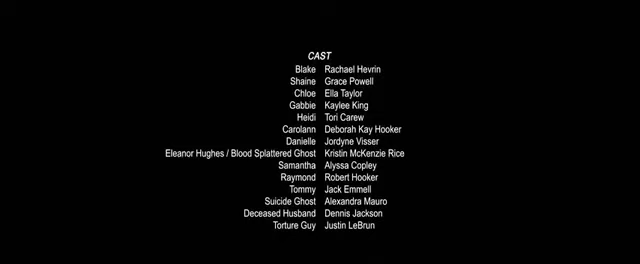 CAST
Blake Rachael Hevrin
Shaine Grace Powell
Chloe Ella Taylor
Gabbie Kaylee King
Heidi Tori Carew
Carolann Deborah Kay Hooker
Danielle Jordyne Visser
Eleanor Hughes / Blood Splattered Ghost Kristin McKenzie Rice
Samantha Alyssa Copley
Raymond Robert Hooker
Tommy Jack Emmell
Suicide Ghost Alexandra Mauro
Deceased Husband Dennis Jackson
Torture Guy Justin LeBrun